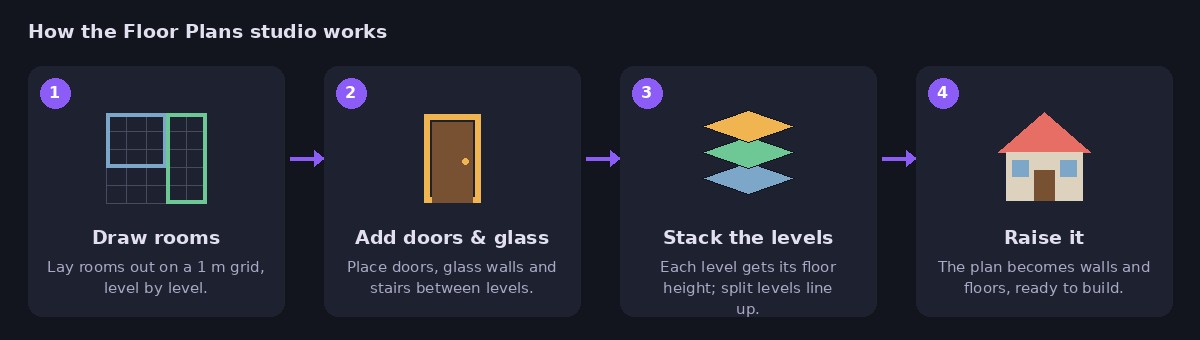 How the Floor Plans studio works
1
Draw rooms
Lay rooms out on a 1 m grid,
level by level.
2
Add doors & glass
Place doors, glass walls and
stairs between levels.
3
Stack the levels
Each level gets its floor
height; split levels line
up.
4
Raise it
The plan becomes walls and
floors, ready to build.